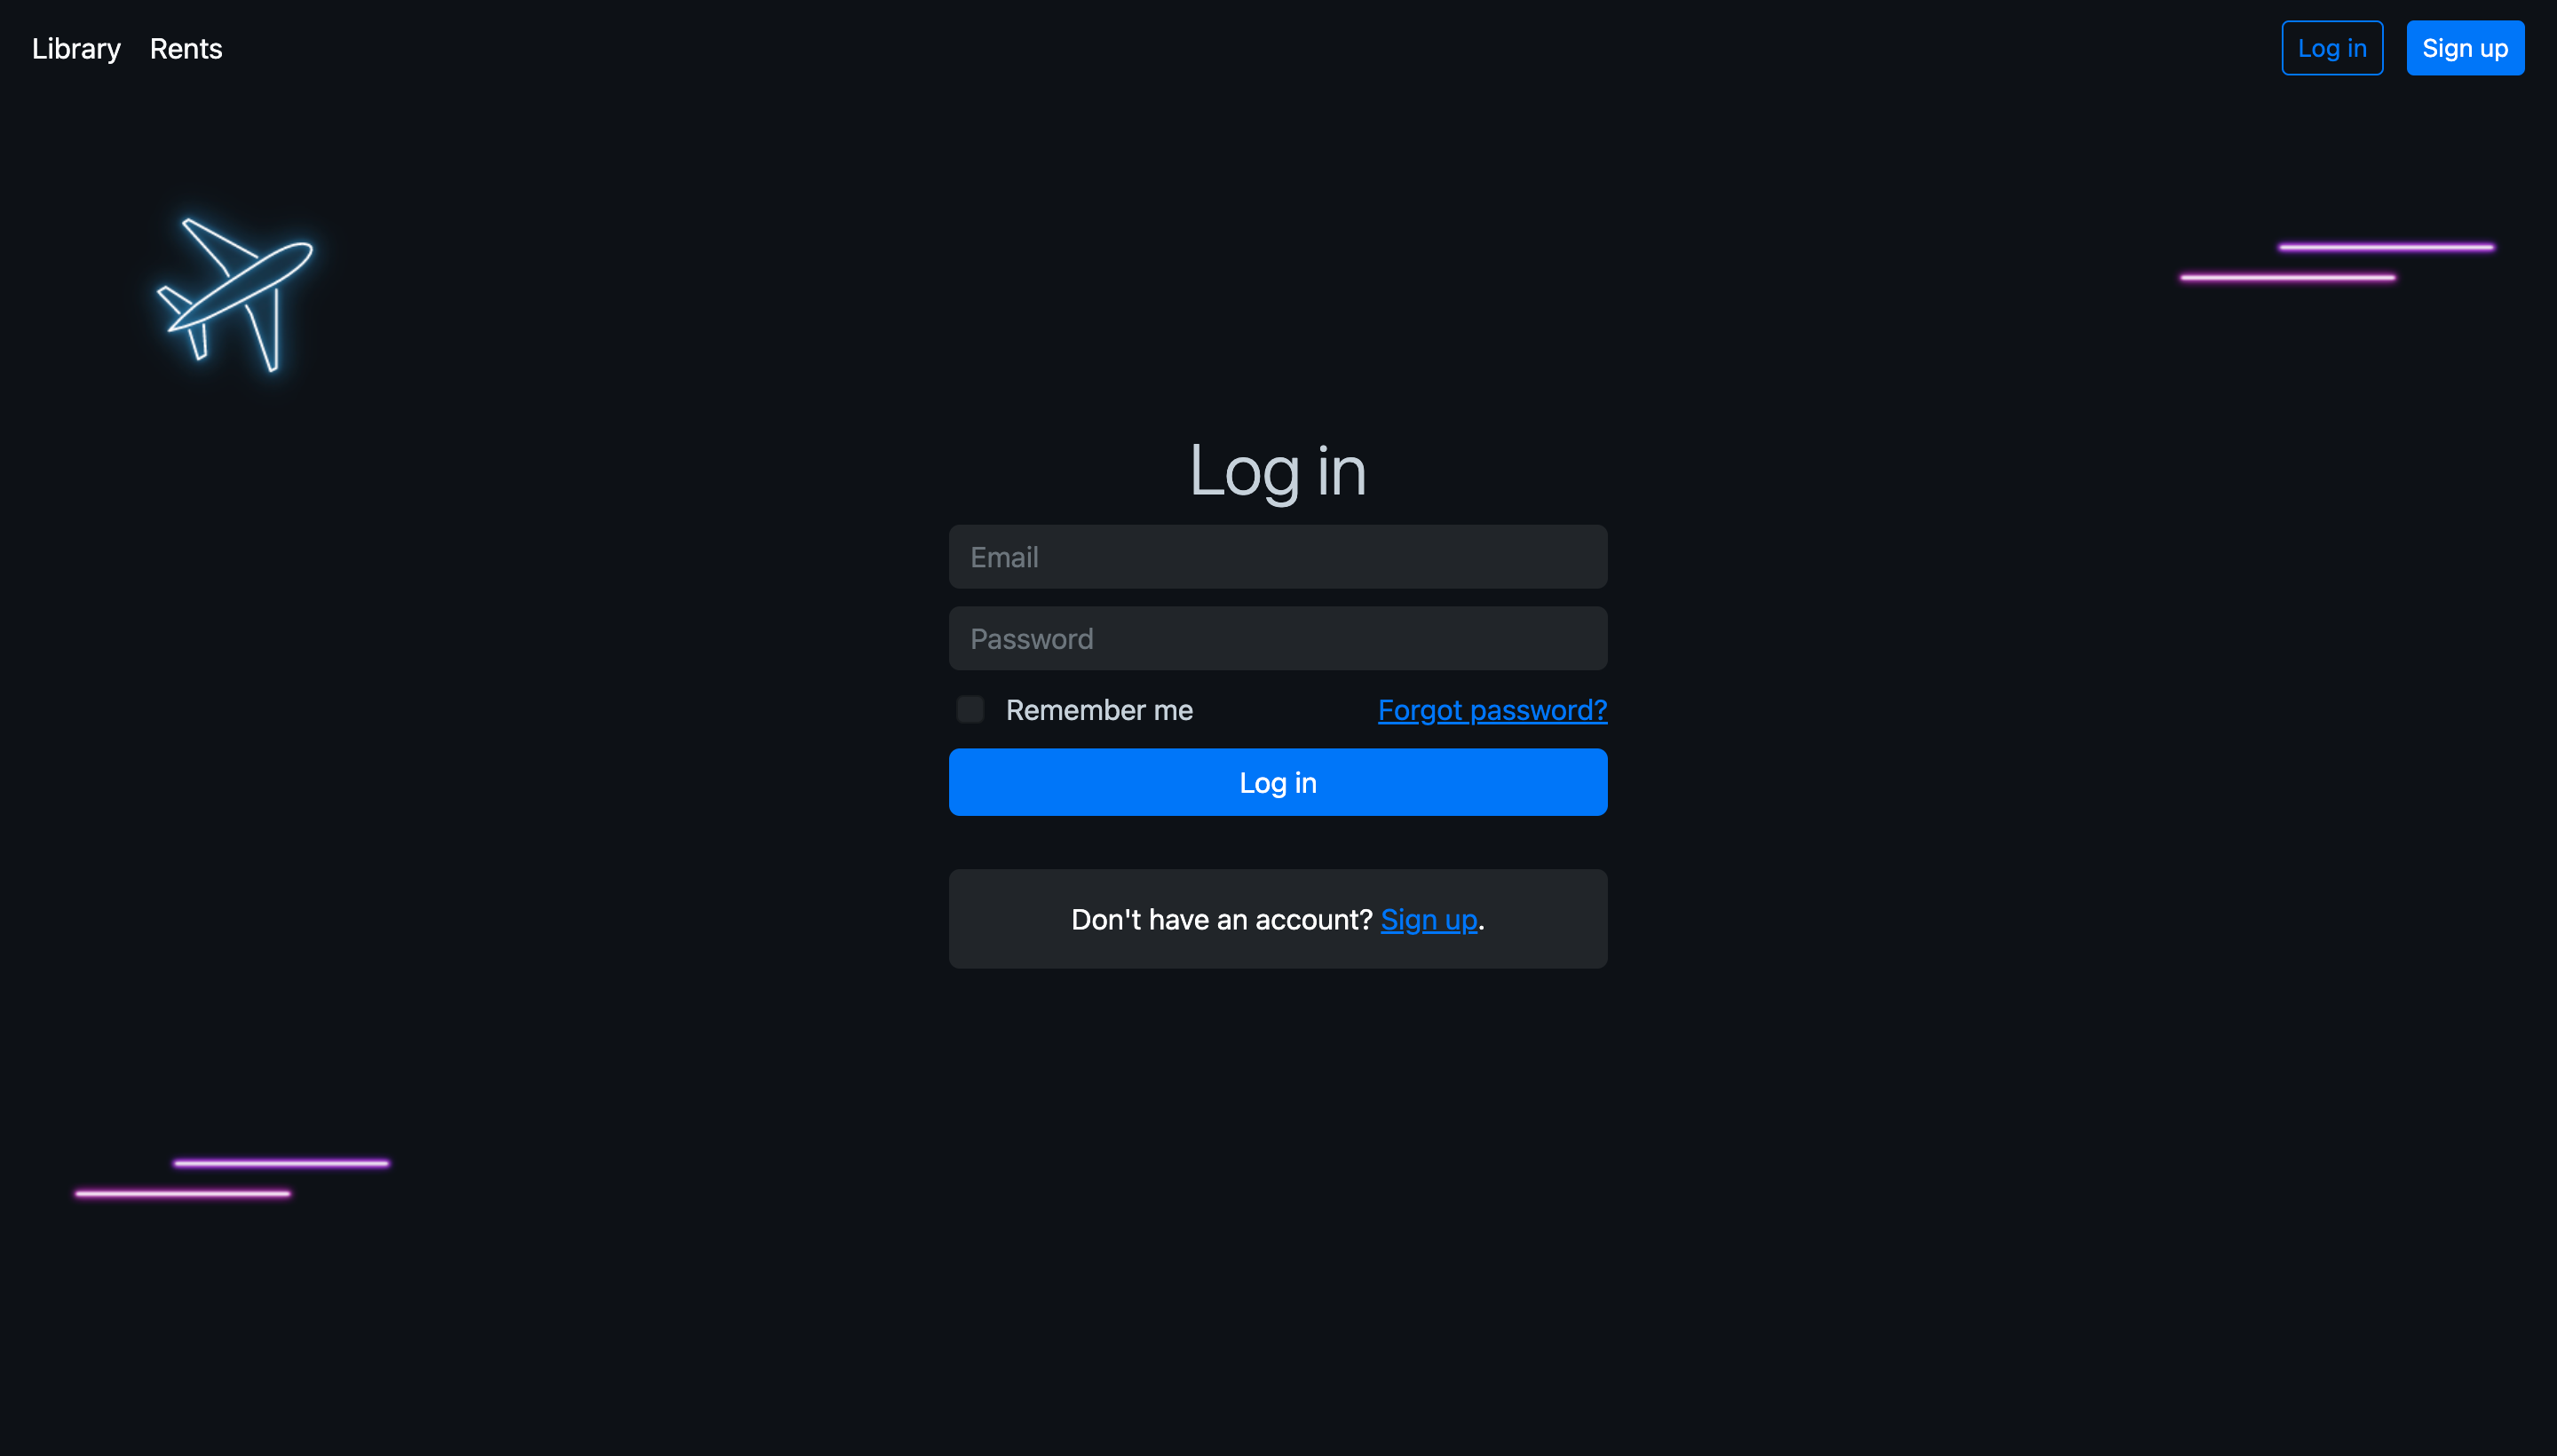 Library Rents Log in Sign up
Log in
Email
Password
Remember me Forgot password?
Log in
Don't have an account? Sign up.